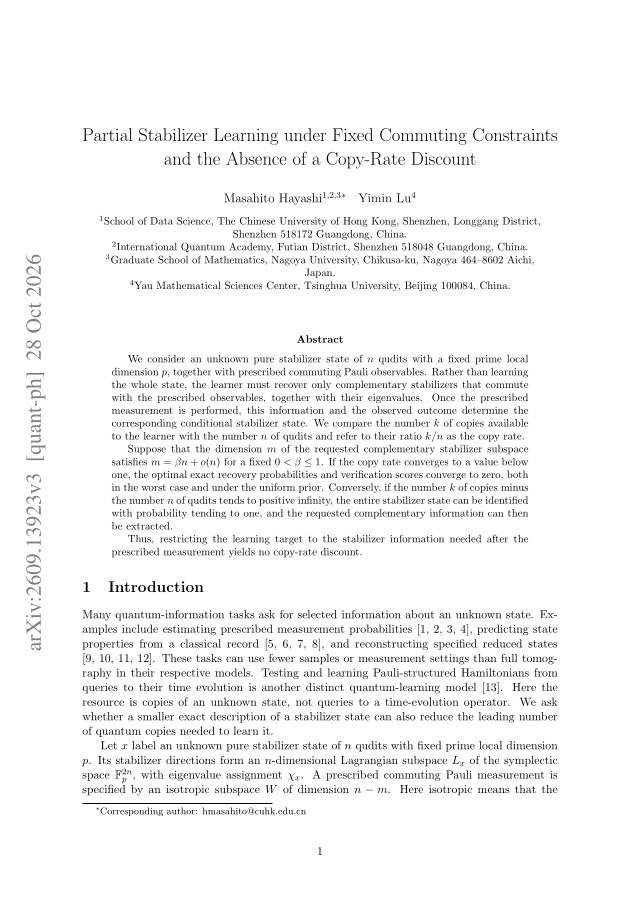 Partial Stabilizer Learning under Fixed Commuting Constraints
and the Absence of a Copy-Rate Discount
Masahito Hayashi1,2,3∗ Yimin Lu4
1School of Data Science, The Chinese University of Hong Kong, Shenzhen, Longgang District,
Shenzhen 518172 Guangdong, China.
2International Quantum Academy, Futian District, Shenzhen 518048 Guangdong, China.
3Graduate School of Mathematics, Nagoya University, Chikusa-ku, Nagoya 464–8602 Aichi,
Japan.
4Yau Mathematical Sciences Center, Tsinghua University, Beijing 100084, China.
arXiv:2609.13923v3 [quant-ph] 28 Oct 2026
Abstract
We consider an unknown pure stabilizer state of n qudits with a fixed prime local
dimension p, together with prescribed commuting Pauli observables. Rather than learning
the whole state, the learner must recover only complementary stabilizers that commute
with the prescribed observables, together with their eigenvalues. Once the prescribed
measurement is performed, this information and the observed outcome determine the
corresponding conditional stabilizer state. We compare the number k of copies available
to the learner with the number n of qudits and refer to their ratio k/n as the copy rate.
Suppose that the dimension m of the requested complementary stabilizer subspace
satisfies m = βn + o(n) for a fixed 0 < β ≤ 1. If the copy rate converges to a value below
one, the optimal exact recovery probabilities and verification scores converge to zero, both
in the worst case and under the uniform prior. Conversely, if the number k of copies minus
the number n of qudits tends to positive infinity, the entire stabilizer state can be identified
with probability tending to one, and the requested complementary information can then
be extracted.
Thus, restricting the learning target to the stabilizer information needed after the
prescribed measurement yields no copy-rate discount.
1 Introduction
Many quantum-information tasks ask for selected information about an unknown state. Ex-
amples include estimating prescribed measurement probabilities [1, 2, 3, 4], predicting state
properties from a classical record [5, 6, 7, 8], and reconstructing specified reduced states
[9, 10, 11, 12]. These tasks can use fewer samples or measurement settings than full tomog-
raphy in their respective models. Testing and learning Pauli-structured Hamiltonians from
queries to their time evolution is another distinct quantum-learning model [13]. Here the
resource is copies of an unknown state, not queries to a time-evolution operator. We ask
whether a smaller exact description of a stabilizer state can also reduce the leading number
of quantum copies needed to learn it.
Let x label an unknown pure stabilizer state of n qudits with fixed prime local dimension
p. Its stabilizer directions form an n-dimensional Lagrangian subspace Lx of the symplectic
space 𝔽p2n, with eigenvalue assignment χx. A prescribed commuting Pauli measurement is
specified by an isotropic subspace W of dimension n − m. Here isotropic means that the
∗Corresponding author: hmasahito@cuhk.edu.cn
1